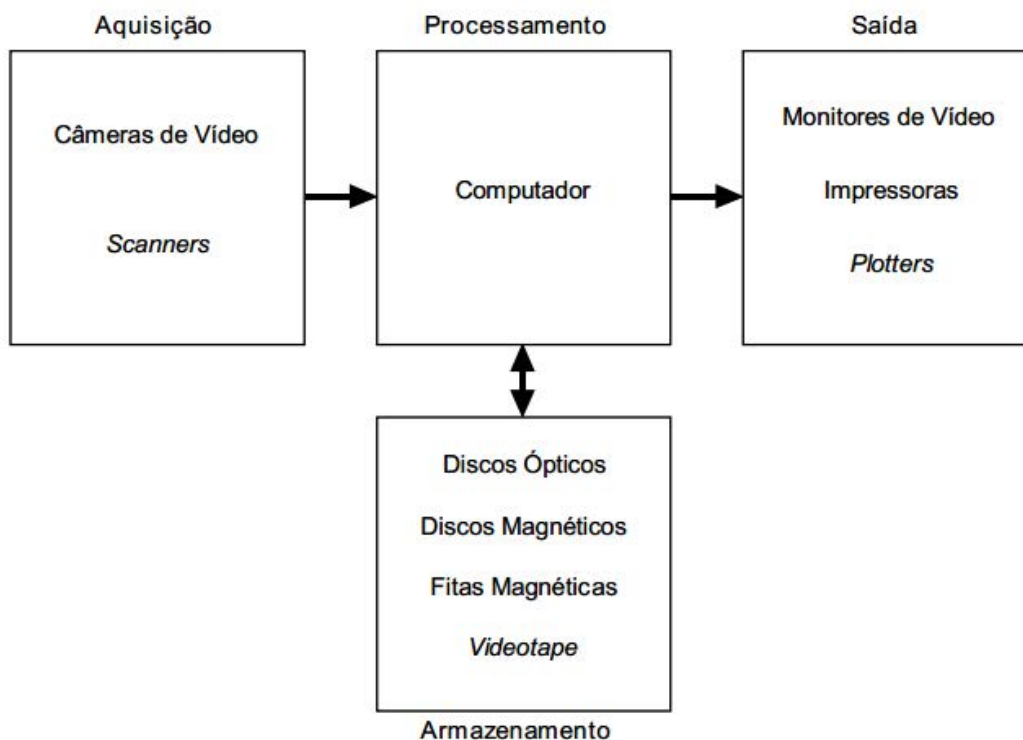 Aquisição
Câmeras de Vídeo
Scanners
Processamento
Computador
Saída
Monitores de Vídeo
Impressoras
Plotters
Discos Ópticos
Discos Magnéticos
Fitas Magnéticas
Videotape
Armazenamento